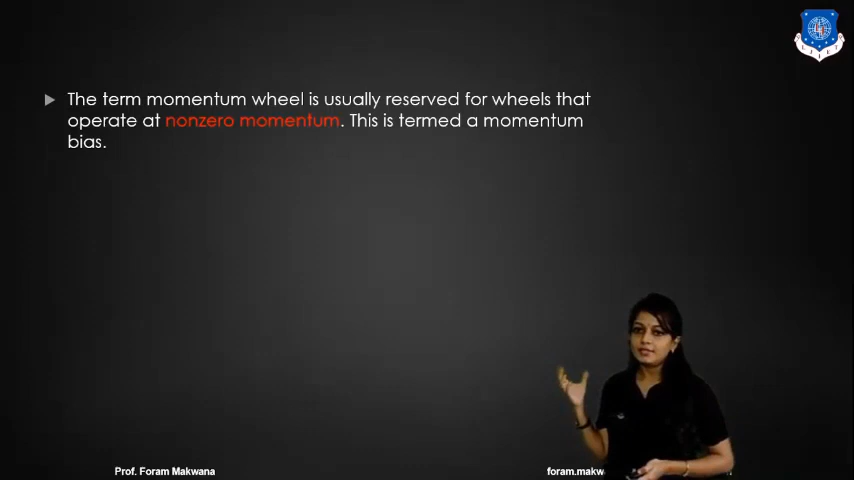 The term momentum wheel is usually reserved for wheels that
operate at nonzero momentum. This is termed a momentum
bias.
Prof. Foram Makwana
foram.makw